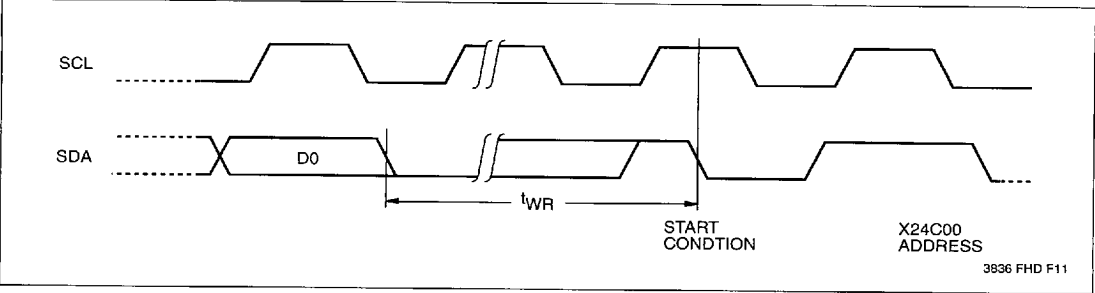 SCL
SDA
D0
tWR
START
CONDTION
X24C00
ADDRESS
3836 FHD F11